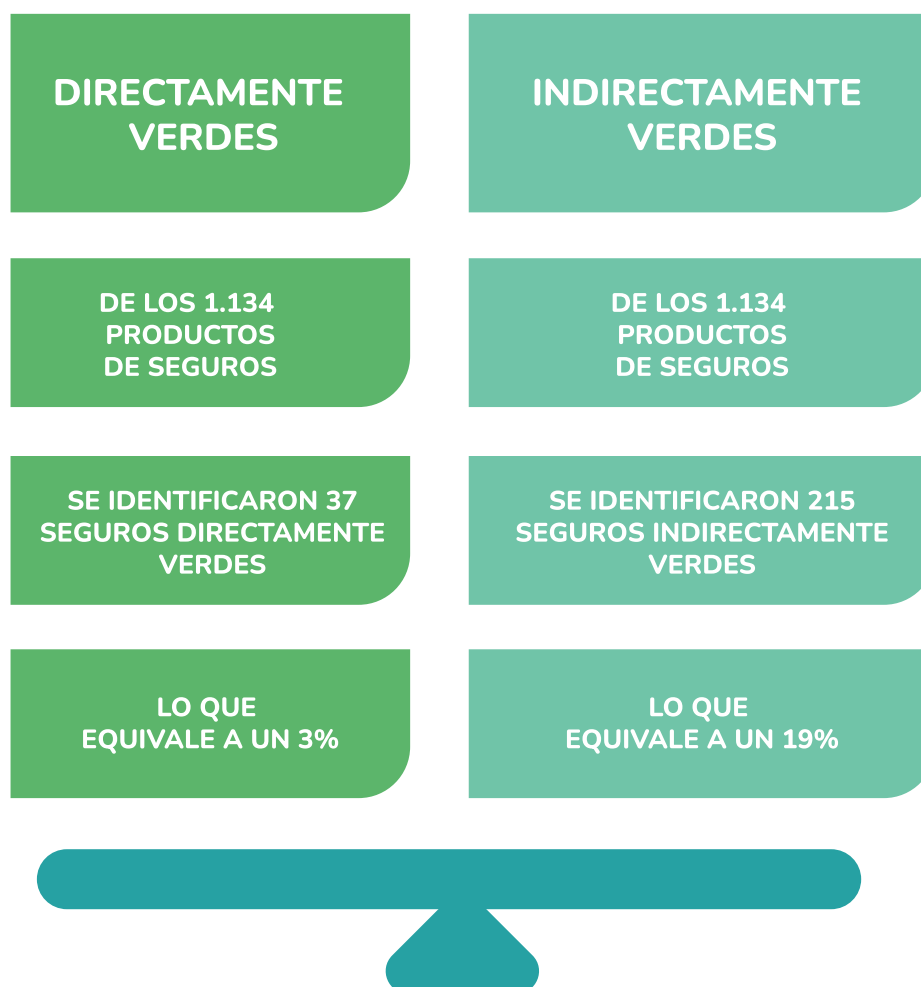 DIRECTAMENTE
VERDES
DE LOS 1.134
PRODUCTOS
DE SEGUROS
SE IDENTIFICARON 37
SEGUROS DIRECTAMENTE
VERDES
LO QUE
EQUIVALE A UN 3%
INDIRECTAMENTE
VERDES
DE LOS 1.134
PRODUCTOS
DE SEGUROS
SE IDENTIFICARON 215
SEGUROS INDIRECTAMENTE
VERDES
LO QUE
EQUIVALE A UN 19%